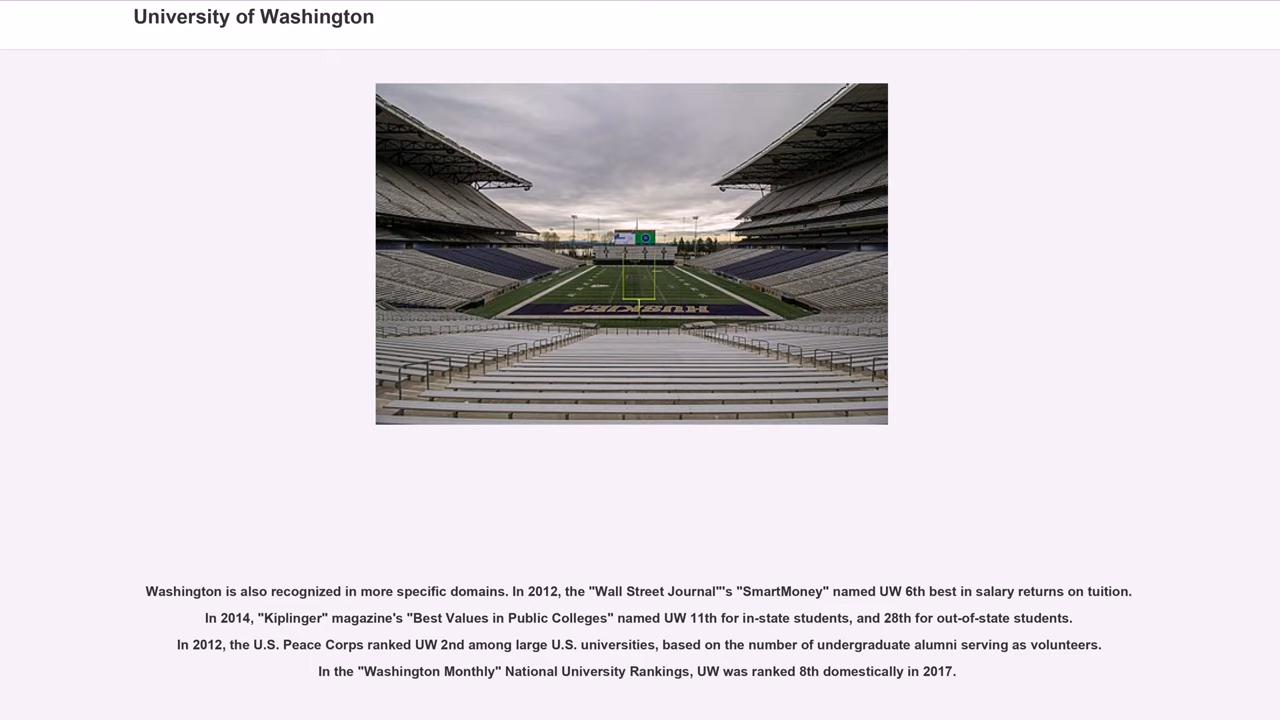 University of Washington
HUSKIES
Washington is also recognized in more specific domains. In 2012, the "Wall Street Journal"'s "SmartMoney" named UW 6th best in salary returns on tuition.
In 2014, "Kiplinger" magazine's "Best Values in Public Colleges" named UW 11th for in-state students, and 28th for out-of-state students.
In 2012, the U.S. Peace Corps ranked UW 2nd among large U.S. universities, based on the number of undergraduate alumni serving as volunteers.
In the "Washington Monthly" National University Rankings, UW was ranked 8th domestically in 2017.